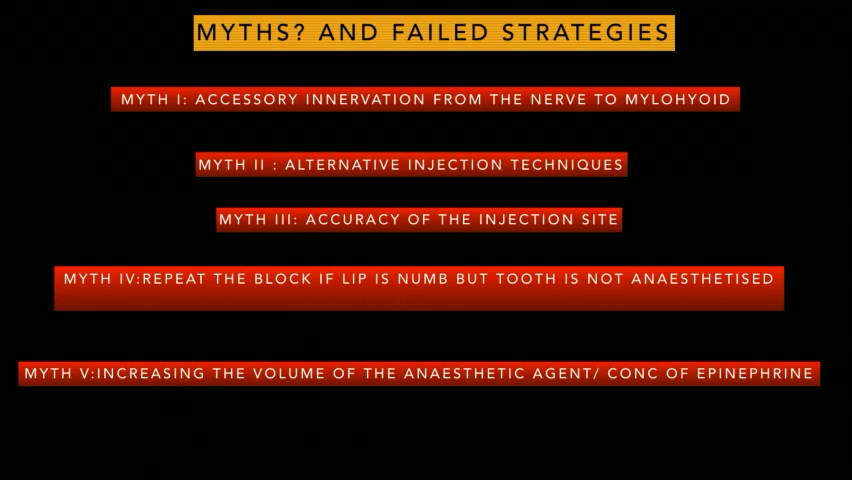 MYTHS? AND FAILED STRATEGIES
MYTH I: ACCESSORY INNERVATION FROM THE NERVE TO MYLOHYOID
MYTH II : ALTERNATIVE INJECTION TECHNIQUES
MYTH III: ACCURACY OF THE INJECTION SITE
MYTH IV:REPEAT THE BLOCK IF LIP IS NUMB BUT TOOTH IS NOT ANAESTHETISED
MYTH V:INCREASING THE VOLUME OF THE ANAESTHETIC AGENT/ CONC OF EPINEPHRINE